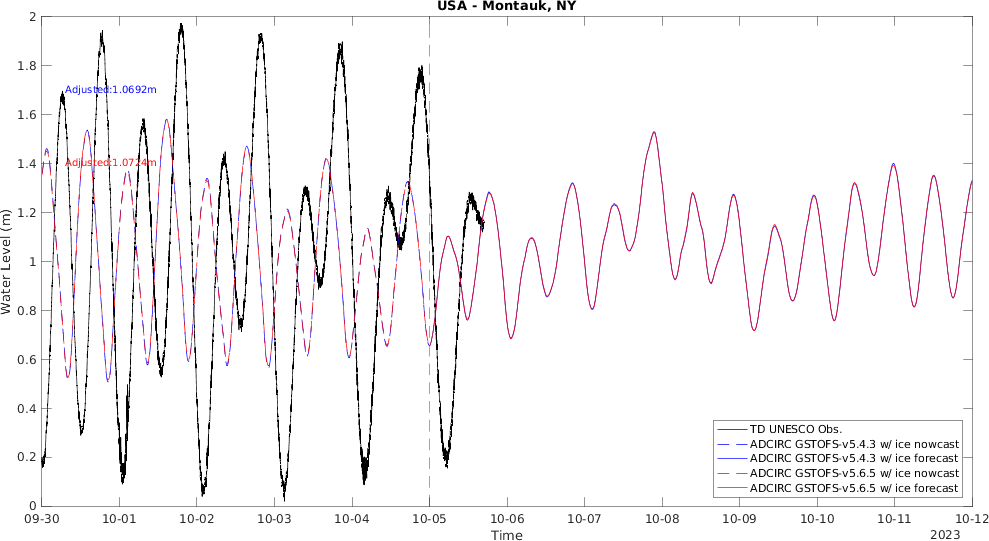 USA - Montauk, NY
2
1.8
1.6
1.4
1.2
1
0.8
0.6
0.4
0.2
0
Water Level (m)
Adjusted:1.0692m
Adjusted:1.0724m
TD UNESCO Obs.
ADCIRC GSTOFS-v5.4.3 w/ ice nowcast
ADCIRC GSTOFS-v5.4.3 w/ ice forecast
ADCIRC GSTOFS-v5.6.5 w/ ice nowcast
ADCIRC GSTOFS-v5.6.5 w/ ice forecast
09-30 10-01 10-02 10-03 10-04 10-05 10-06 10-07 10-08 10-09 10-10 10-11 10-12
Time
2023